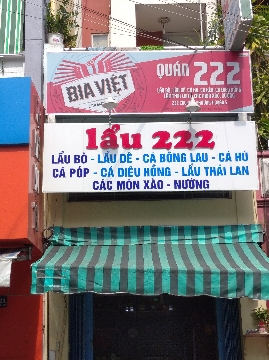 BIA VIỆT
QUÁN 222
lẩu 222
LẨU BÒ - LẨU DÊ - CÁ BÔNG LAU - CÁ HÚ
CÁ PÓP - CÁ DIÊU HỒNG - LẨU THÁI LAN
CÁC MÓN XÀO - NƯỚNG